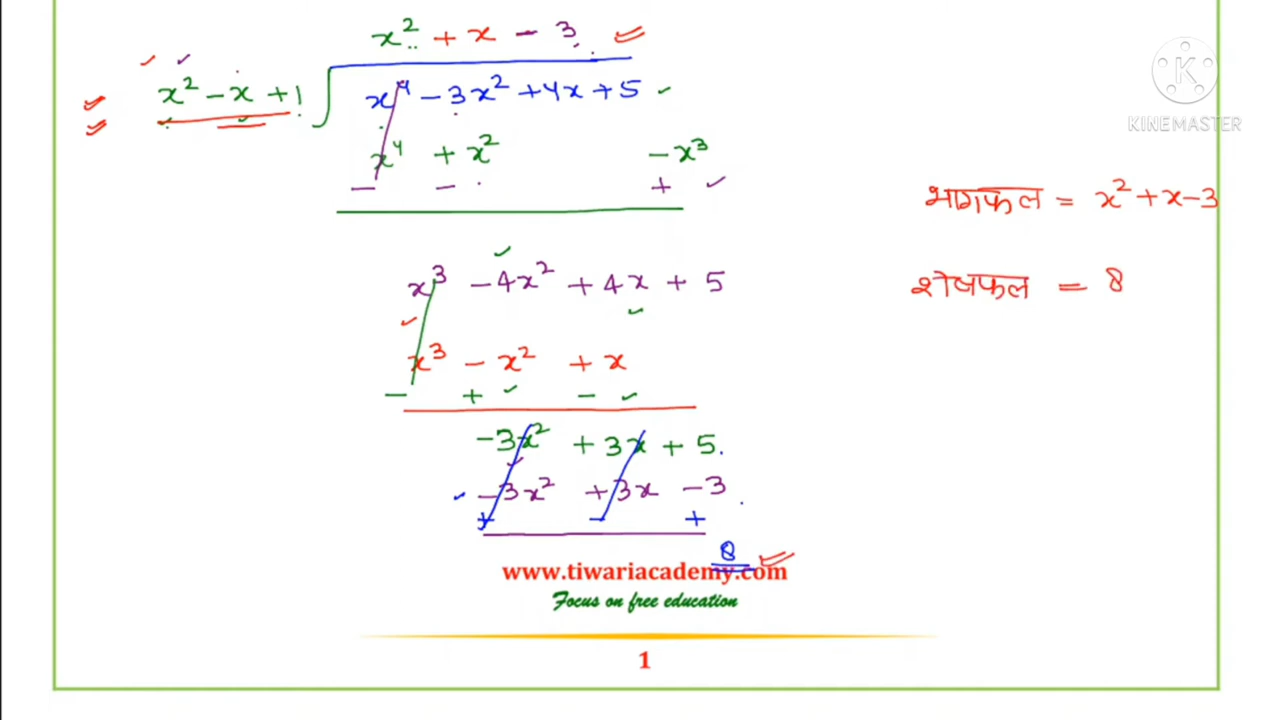 x² + x - 3
x² - x + 1 ) x⁴ - 3x² + 4x + 5
KINEMASTER
x⁴ + x² - x³
- - +
भागफल = x² + x - 3
x³ - 4x² + 4x + 5
शेषफल = 8
x³ - x² + x
- + -
-3x² + 3x + 5
-3x² + 3x - 3
+ - +
8
www.tiwariacademy.com
Focus on free education
1